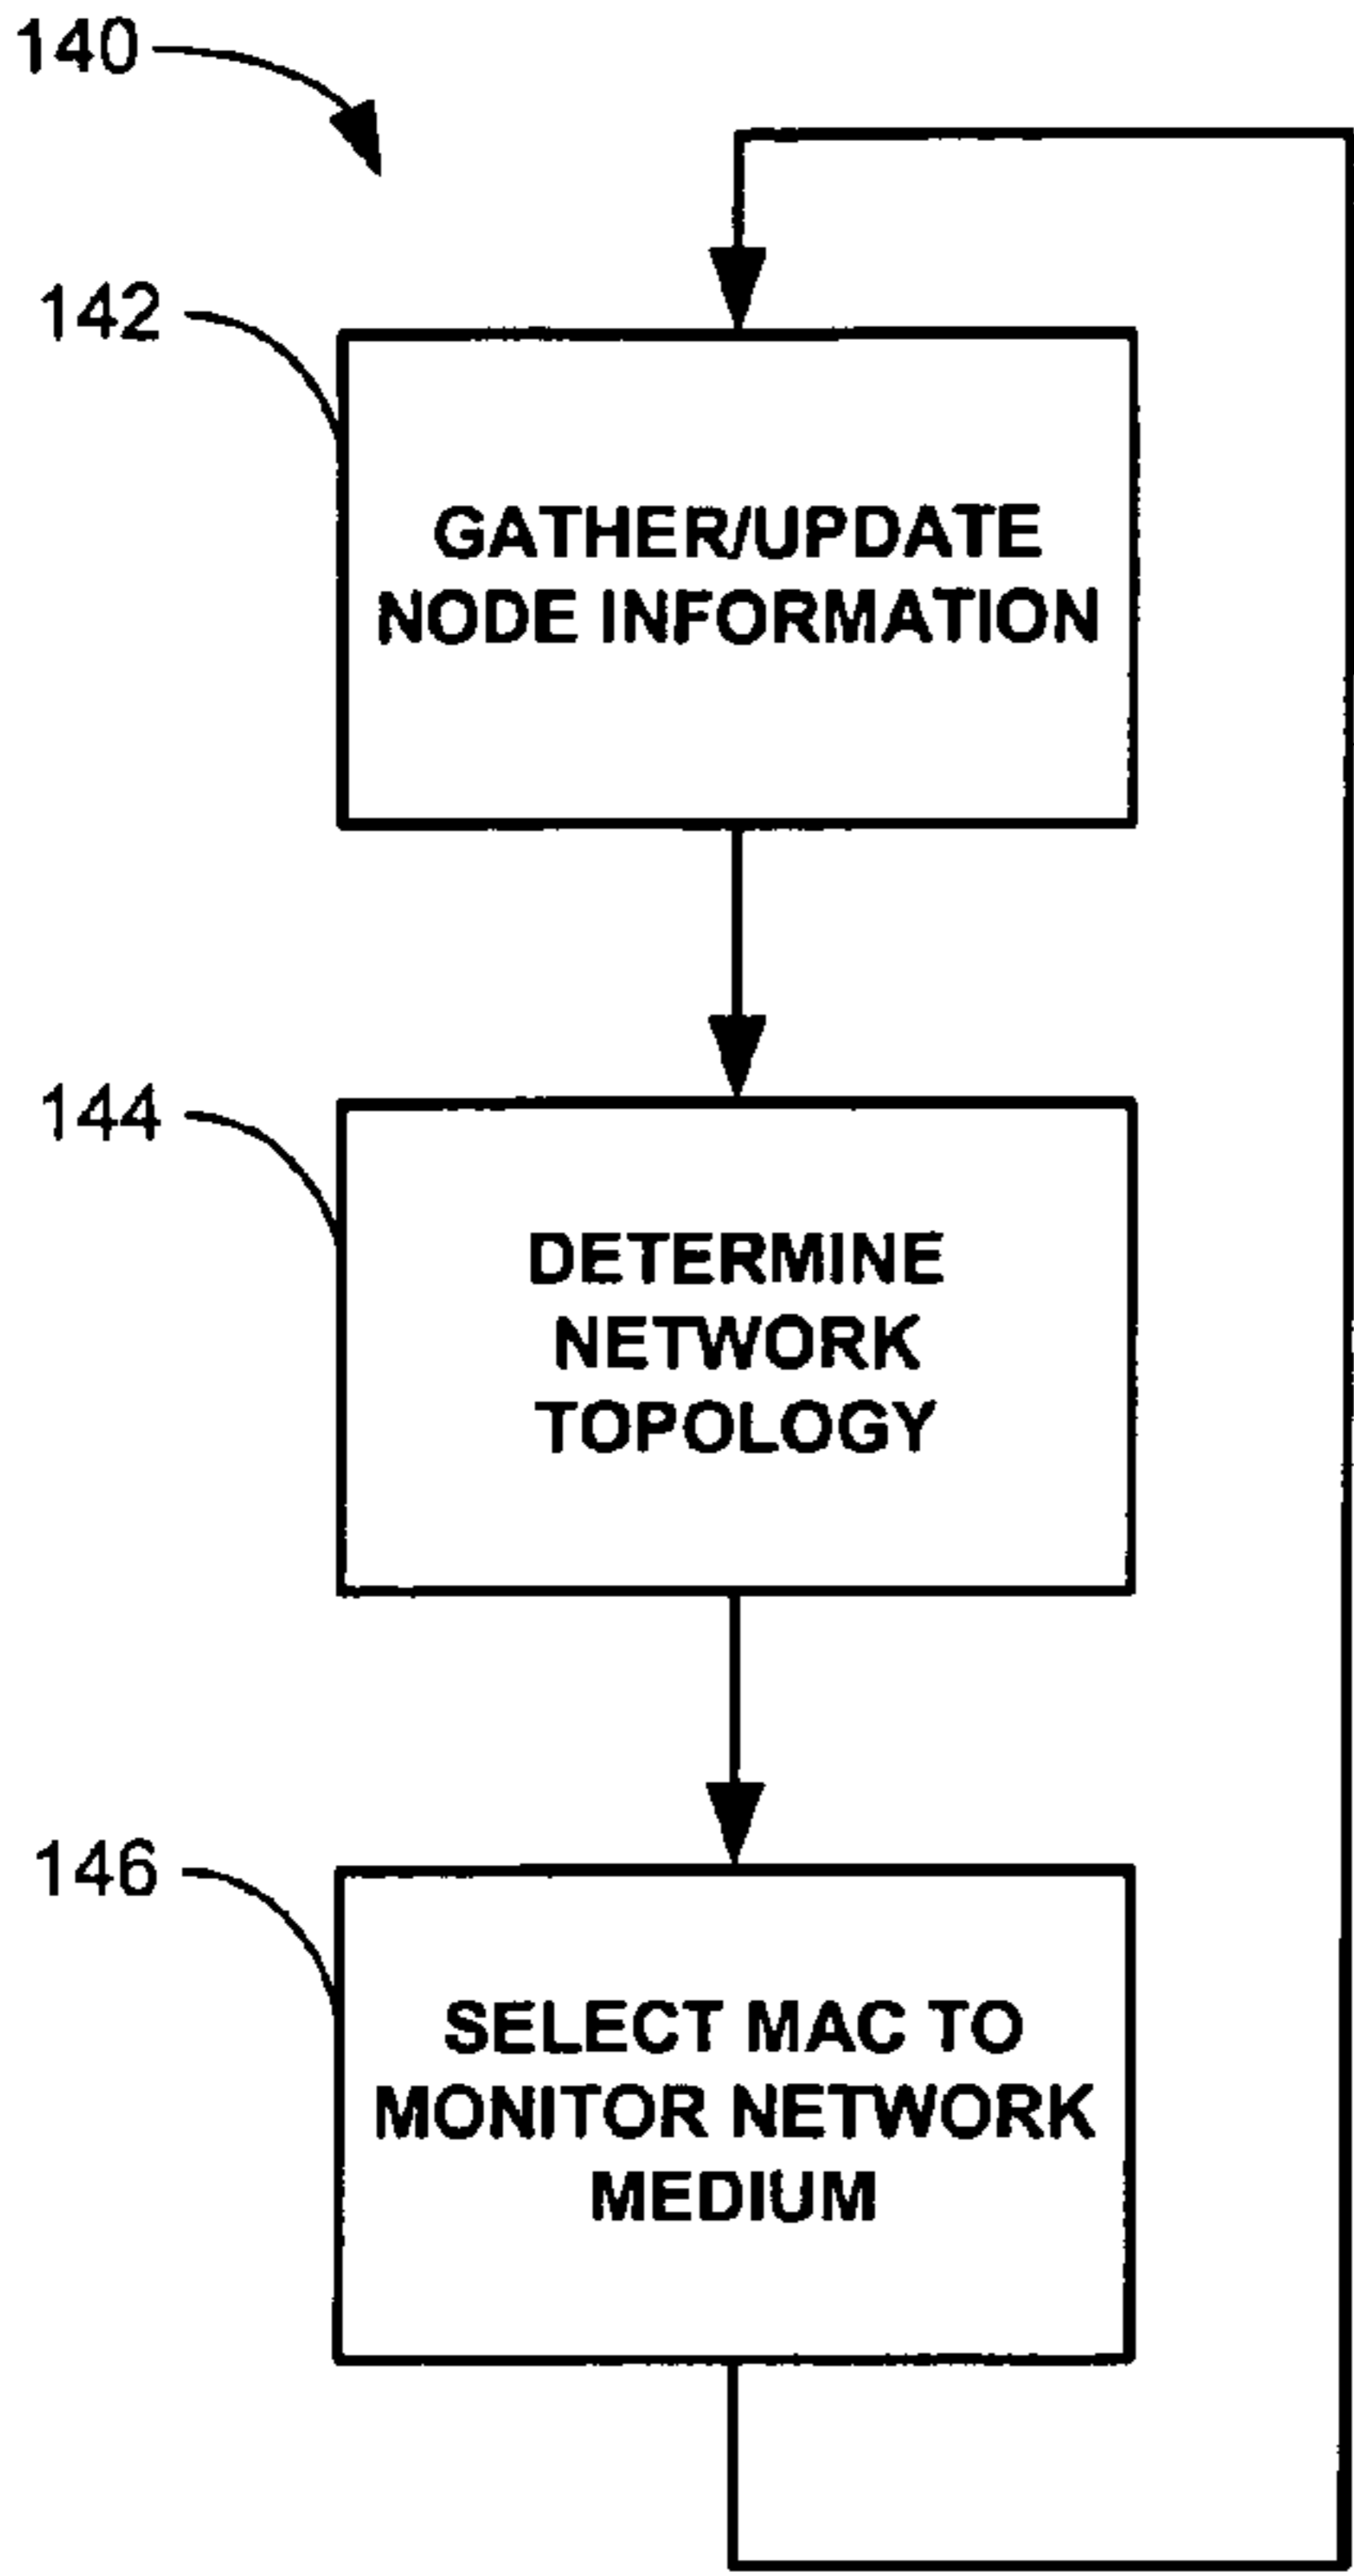 140
142
GATHER/UPDATE
NODE INFORMATION
144
DETERMINE
NETWORK
TOPOLOGY
146
SELECT MAC TO
MONITOR NETWORK
MEDIUM